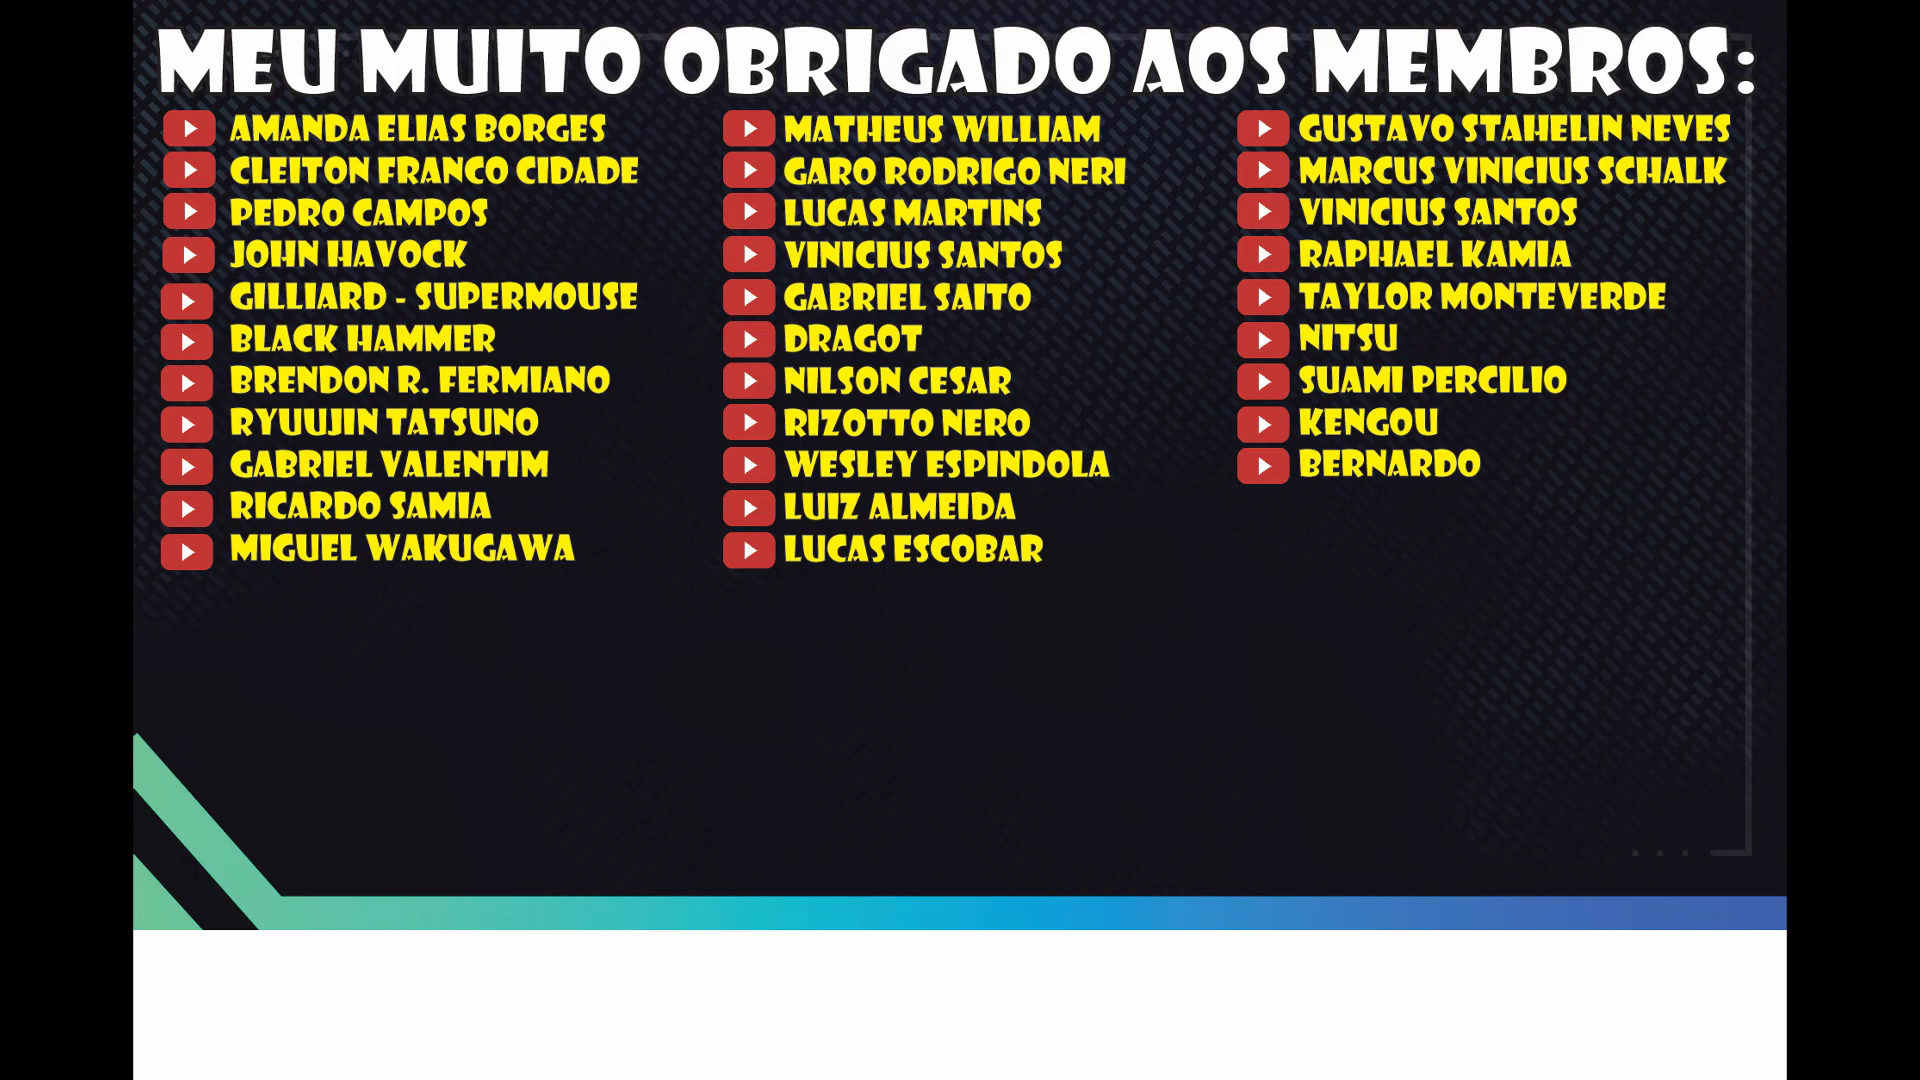 MEU MUITO OBRIGADO AOS MEMBROS:
AMANDA ELIAS BORGES
CLEITON FRANCO CIDADE
PEDRO CAMPOS
JOHN HAVOCK
GILLIARD - SUPERMOUSE
BLACK HAMMER
BRENDON R. FERMIANO
RYUUJIN TATSUNO
GABRIEL VALENTIM
RICARDO SAMIA
MIGUEL WAKUGAWA
MATHEUS WILLIAM
GARO RODRIGO NERI
LUCAS MARTINS
VINICIUS SANTOS
GABRIEL SAITO
DRAGOT
NILSON CESAR
RIZOTTO NERO
WESLEY ESPINDOLA
LUIZ ALMEIDA
LUCAS ESCOBAR
GUSTAVO STAHELIN NEVES
MARCUS VINICIUS SCHALK
VINICIUS SANTOS
RAPHAEL KAMIA
TAYLOR MONTEVERDE
NITSU
SUAMI PERCILIO
KENGOU
BERNARDO